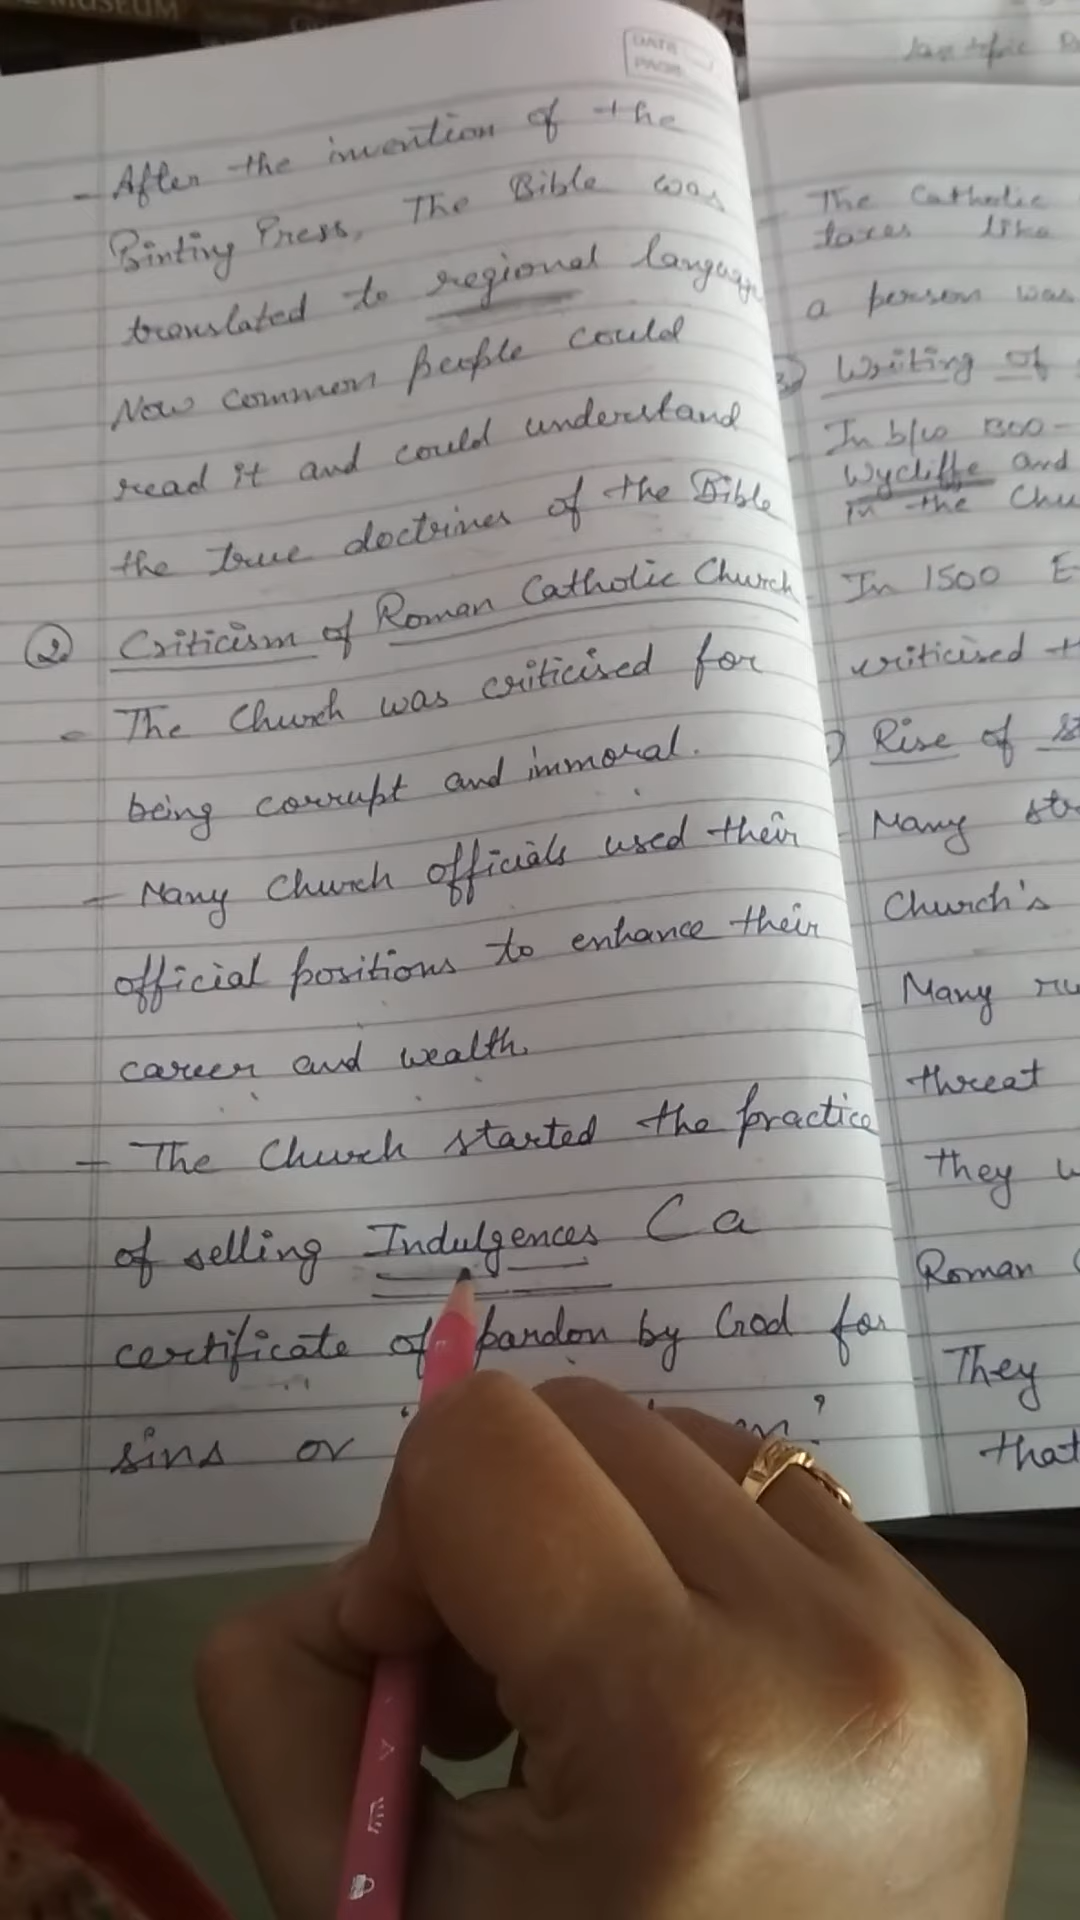 MUSEUM
DATE
PAGE
- After the invention of the
Printing Press, The Bible was
translated to regional language
Now common people could
read it and could understand
the true doctrines of the Bible
② Criticism of Roman Catholic Church
- The Church was criticised for
being corrupt and immoral.
- Many Church officials used their
official positions to enhance their
career and wealth.
- The Church started the practice
of selling Indulgences ( a
certificate of pardon by God for
sins or
The Catholic
taxes like
a person was
Writing of
In b/w 1300-
Wycliffe and
in the
In 1500
criticised
Rise of
Many
Church's
Many
threat
they
Roman
They
that